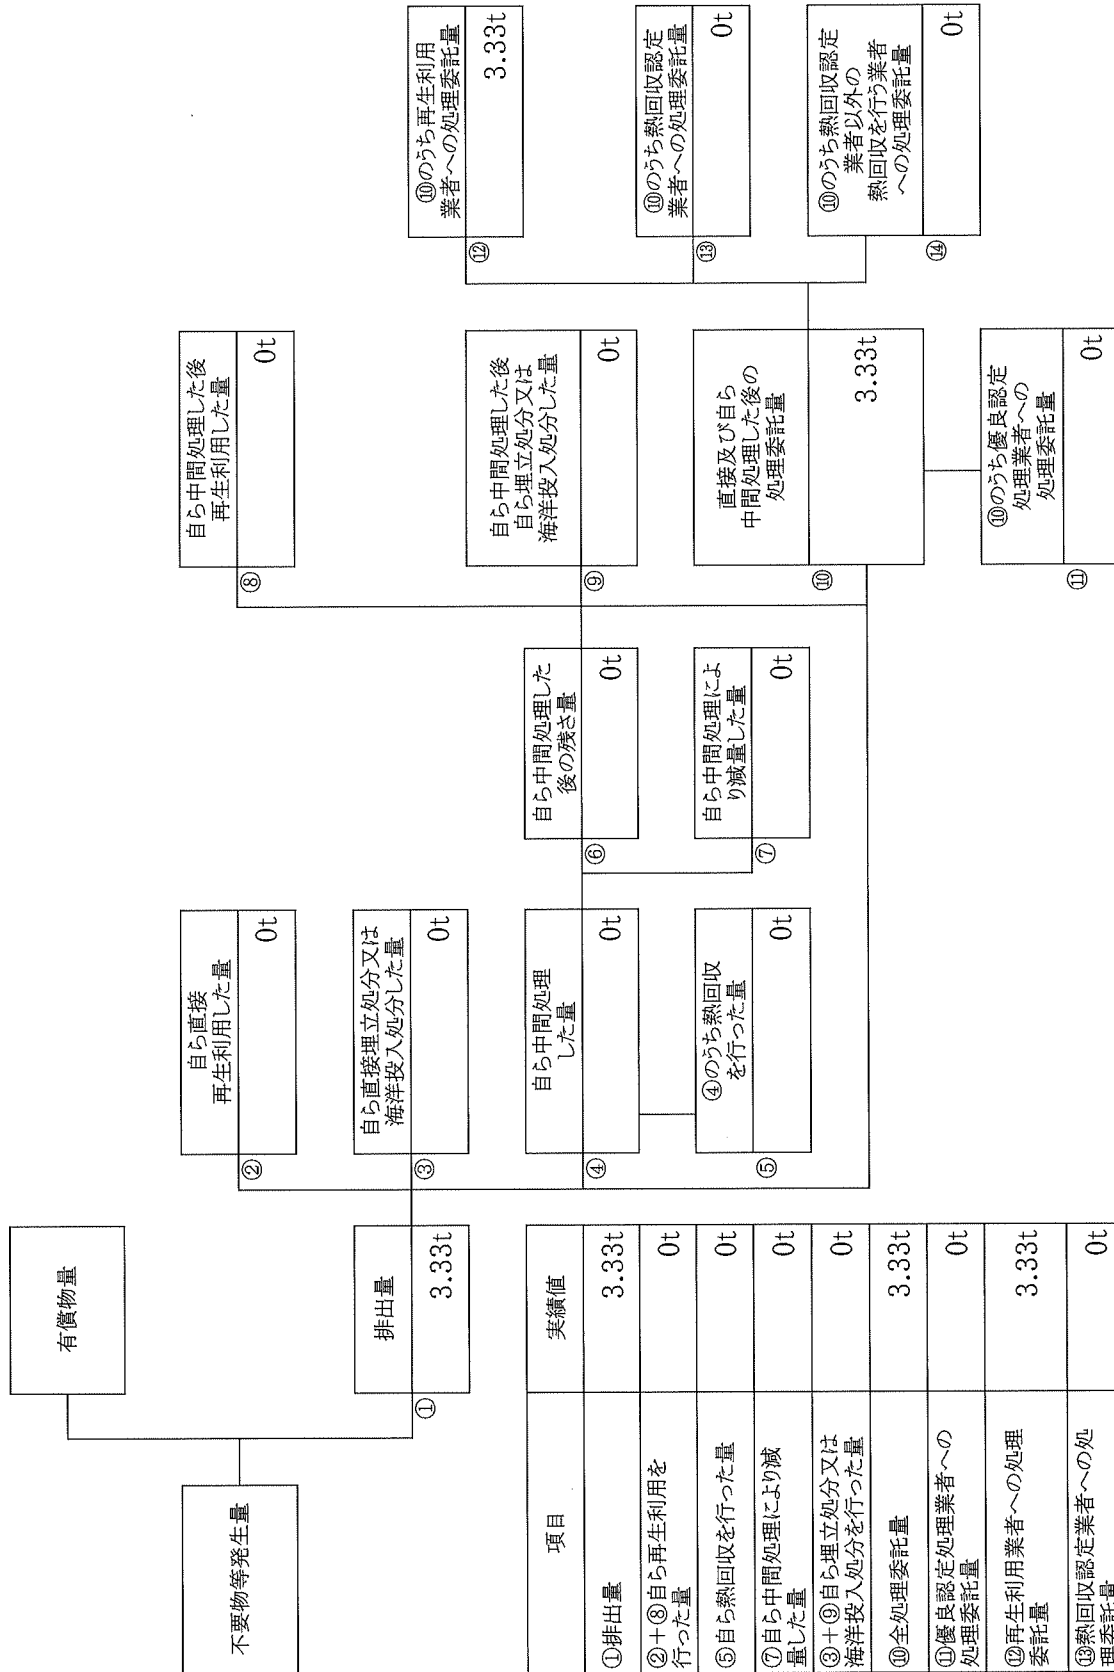 不要物等発生量
有償物量
①
排出量
3.33t
②
自ら直接
再生利用した量
0t
③
自ら直接埋立処分又は
海洋投入処分した量
0t
④
自ら中間処理
した量
0t
⑤
④のうち熱回収
を行った量
0t
⑥
自ら中間処理した
後の残さ量
0t
⑦
自ら中間処理によ
り減量した量
0t
⑧
自ら中間処理した後
再生利用した量
0t
⑨
自ら中間処理した後
自ら埋立処分又は
海洋投入処分した量
0t
⑩
直接及び自ら
中間処理した後の
処理委託量
3.33t
⑪
⑩のうち優良認定
処理業者への
処理委託量
0t
⑫
⑩のうち再生利用
業者への処理委託量
3.33t
⑬
⑩のうち熱回収認定
業者への処理委託量
0t
⑭
⑩のうち熱回収認定
業者以外の
熱回収を行う業者
への処理委託量
0t
項目
実績値
①排出量
3.33t
②+⑧自ら再生利用を
行った量
0t
⑤自ら熱回収を行った量
0t
⑦自ら中間処理により減
量した量
0t
③+⑨自ら埋立処分又は
海洋投入処分を行った量
0t
⑩全処理委託量
3.33t
⑪優良認定処理業者への
処理委託量
0t
⑫再生利用業者への処理
委託量
3.33t
⑬熱回収認定業者への処
理委託量
0t